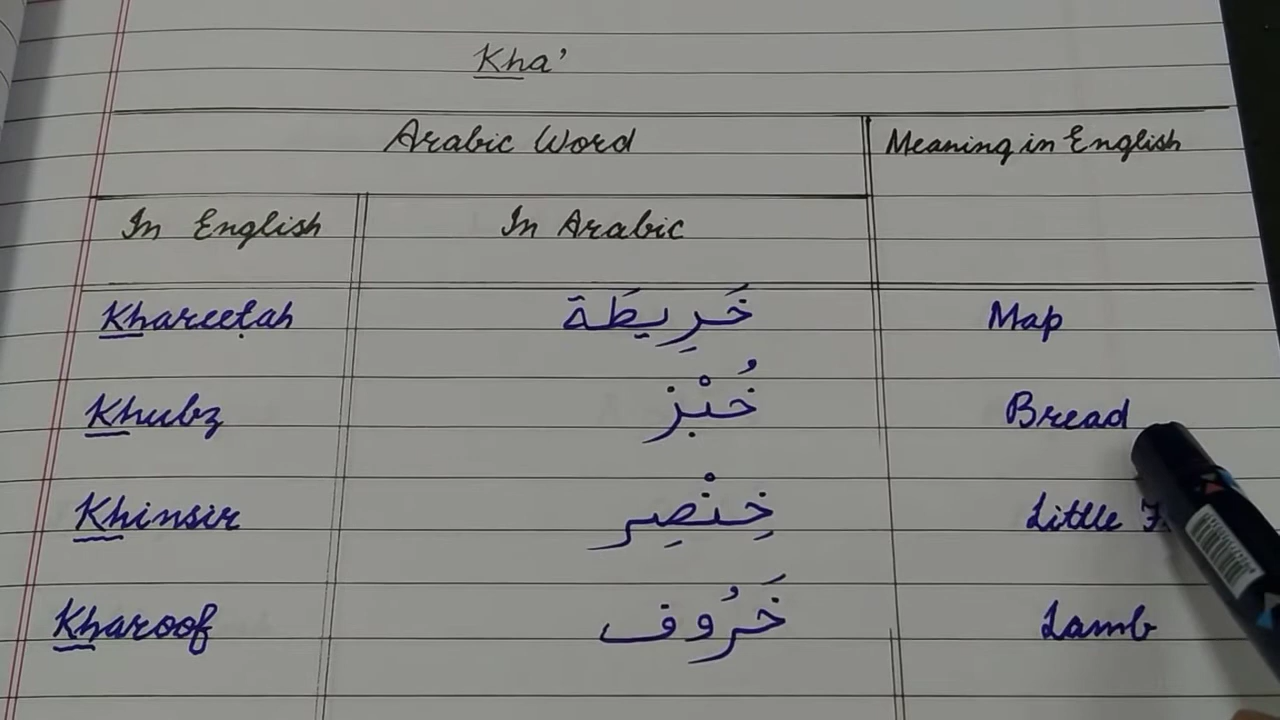 Kha'
Arabic Word Meaning in English
In English In Arabic
Khareeṭah خَرِيطَة Map
Khubz خُبْز Bread
Khinsir خِنْصِر Little
Kharoof خَرُوف Lamb